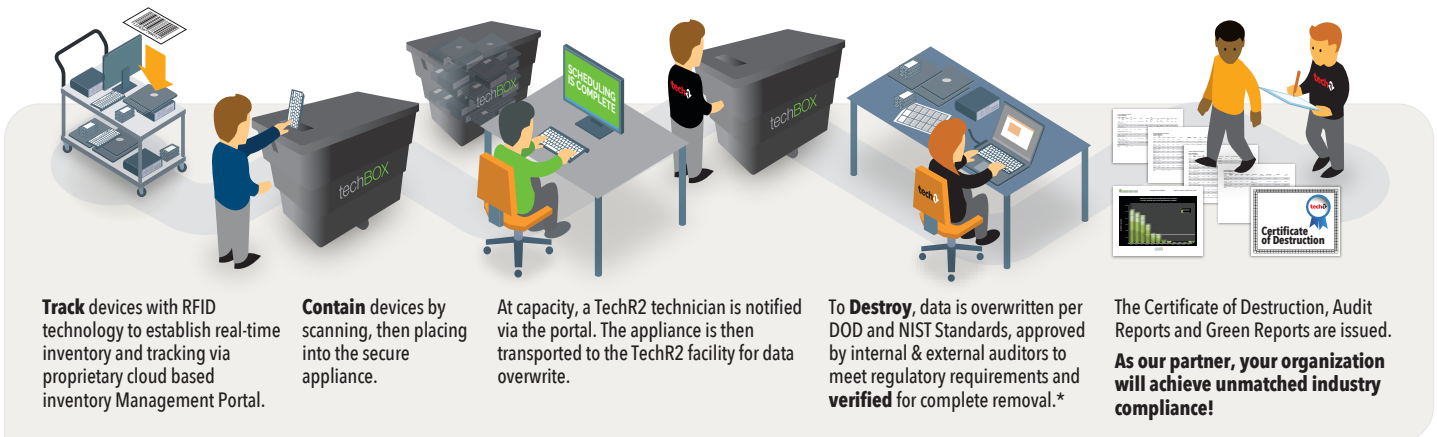 techBOX
techBOX
SCHEDULING
IS COMPLETE
techR2
techBOX
techR2
techR2
techR2
Certificate
of Destruction
Track devices with RFID
technology to establish real-time
inventory and tracking via
proprietary cloud based
inventory Management Portal.
Contain devices by
scanning, then placing
into the secure
appliance.
At capacity, a TechR2 technician is notified
via the portal. The appliance is then
transported to the TechR2 facility for data
overwrite.
To Destroy, data is overwritten per
DOD and NIST Standards, approved
by internal & external auditors to
meet regulatory requirements and
verified for complete removal.*
The Certificate of Destruction, Audit
Reports and Green Reports are issued.
As our partner, your organization
will achieve unmatched industry
compliance!